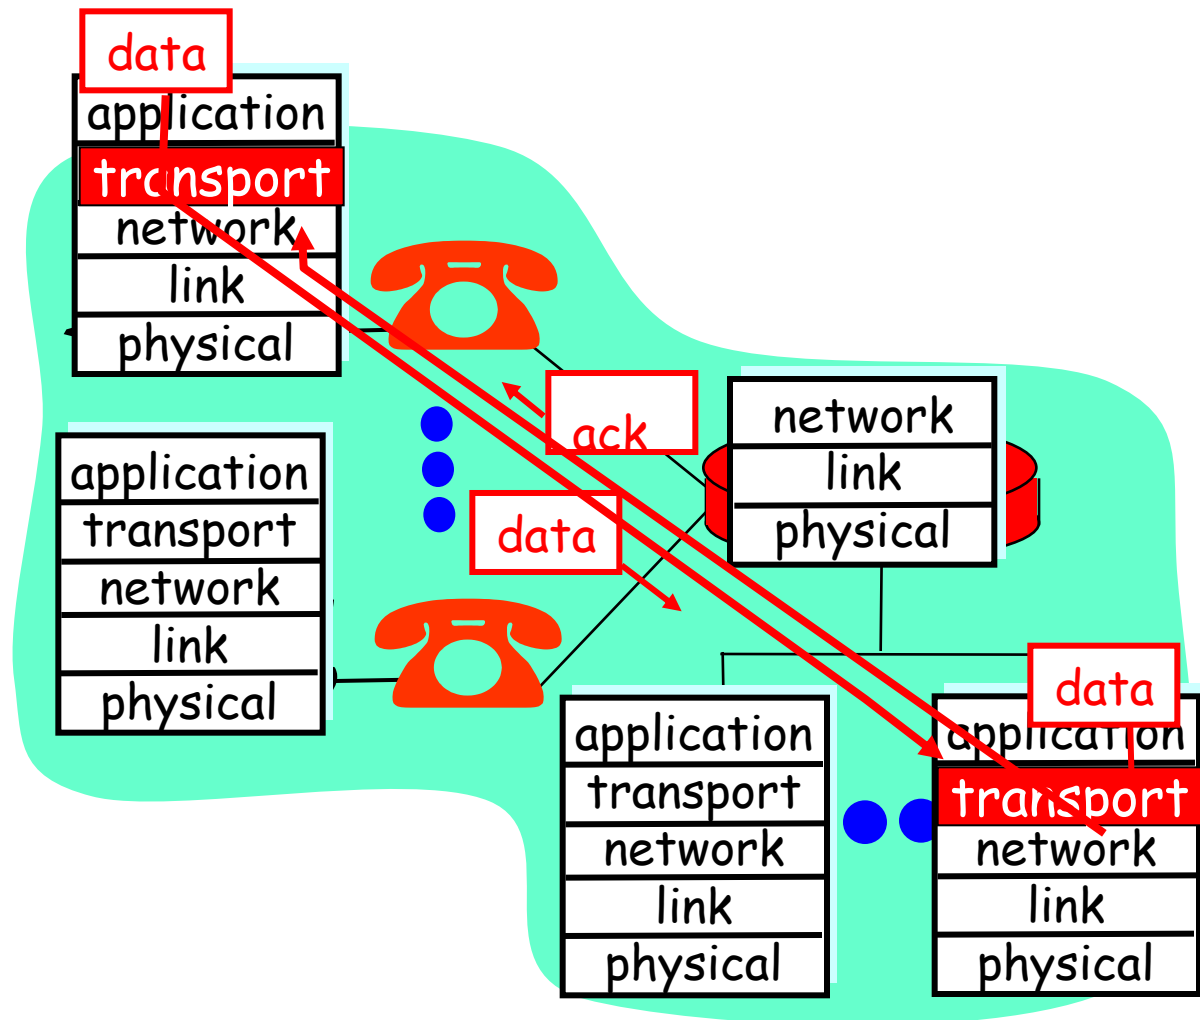 data
application
transport
network
link
physical
ack
data
network
link
physical
application
transport
network
link
physical
application
transport
network
link
physical
data
application
transport
network
link
physical